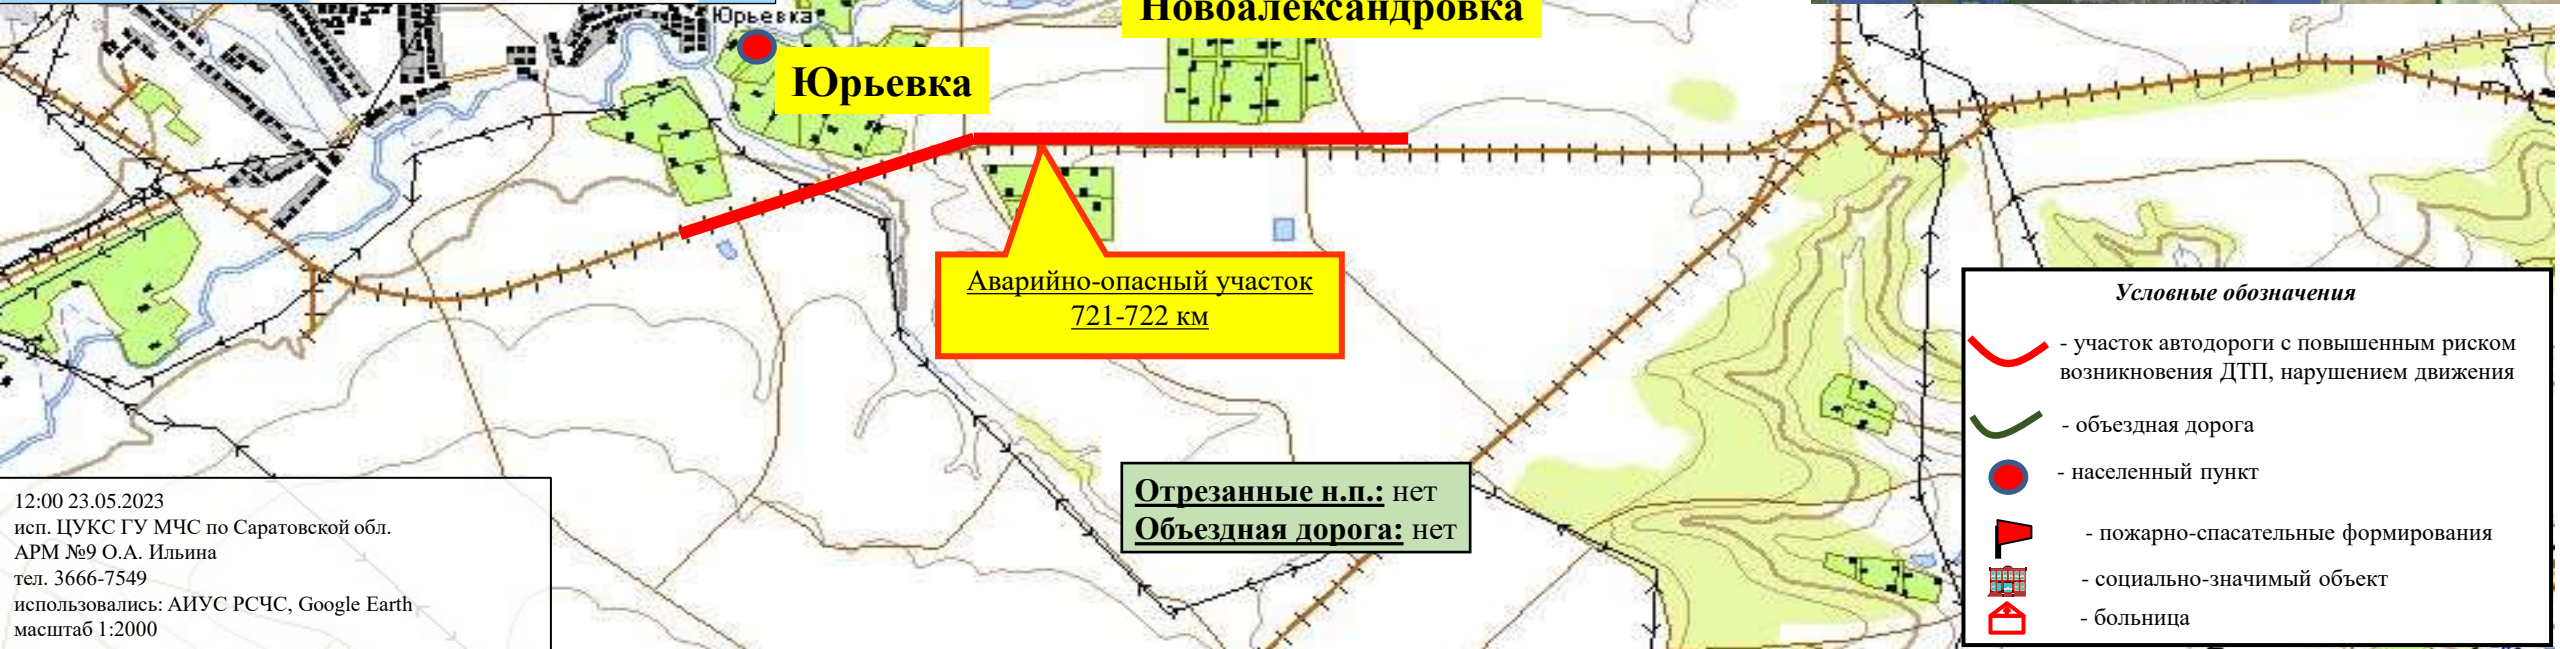 Юрьевка
Новоалександровка
Юрьевка
Аварийно-опасный участок
721-722 км
Условные обозначения
- участок автодороги с повышенным риском
возникновения ДТП, нарушением движения
- объездная дорога
- населенный пункт
- пожарно-спасательные формирования
- социально-значимый объект
- больница
Отрезанные н.п.: нет
Объездная дорога: нет
12:00 23.05.2023
исп. ЦУКС ГУ МЧС по Саратовской обл.
АРМ №9 О.А. Ильина
тел. 3666-7549
использовались: АИУС РСЧС, Google Earth
масштаб 1:2000